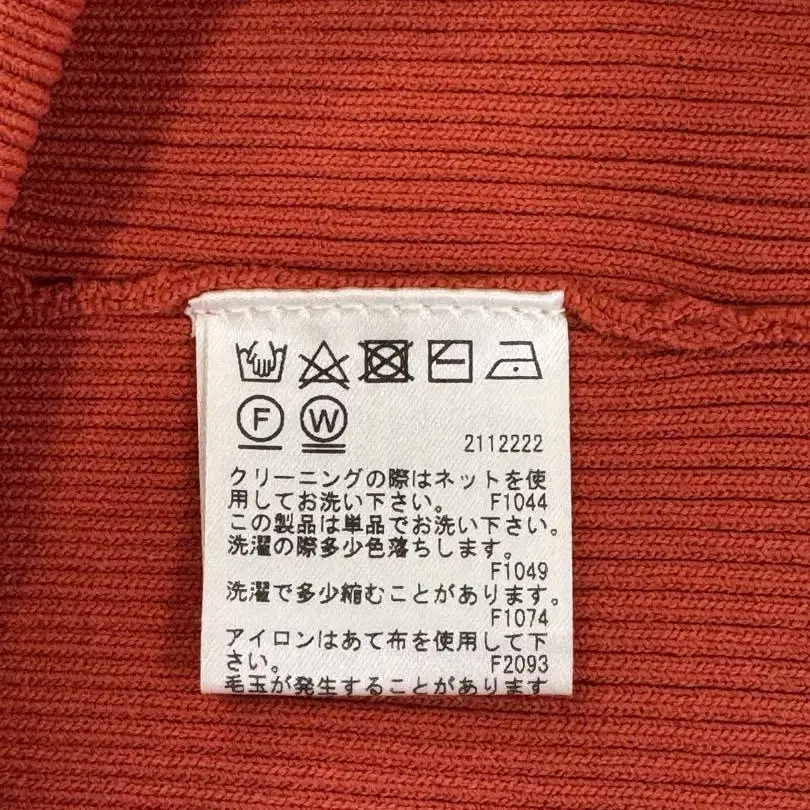 F W
2112222
クリーニングの際はネットを使
用してお洗い下さい。 F1044
この製品は単品でお洗い下さい。
洗濯の際多少色落ちします。
F1049
洗濯で多少縮むことがあります。
F1074
アイロンはあて布を使用して下
さい。 F2093
毛玉が発生することがあります